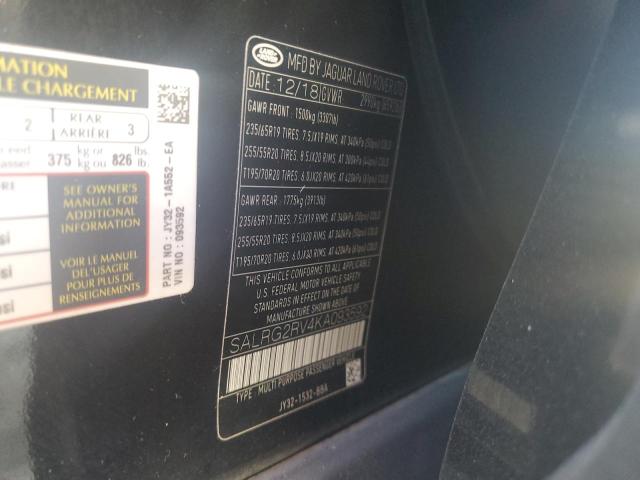 MATION
LE CHARGEMENT
2 REAR ARRIÈRE 3
375 kg or kg ou 826 lbs.
SEE OWNER'S
MANUAL FOR
ADDITIONAL
INFORMATION
VOIR LE MANUEL
DE L'USAGER
POUR PLUS DE
RENSEIGNEMENTS
PART NO : JY32-1A552-EA
VIN NO : 093592
LAND ROVER
MFD BY JAGUAR LAND ROVER LTD
DATE 12/18 GVWR
GAWR FRONT 1500kg (3307lb)
235/65R19 TIRES, 7.5JX19 RIMS, AT 340kPa (50psi) COLD
255/55R20 TIRES, 8.5JX20 RIMS, AT 300kPa (44psi) COLD
T195/70R20 TIRES, 6.0JX20 RIMS, AT 420kPa (61psi) COLD
GAWR REAR 1775kg (3913lb)
235/65R19 TIRES, 7.5JX19 RIMS, AT 340kPa (50psi) COLD
255/55R20 TIRES, 8.5JX20 RIMS, AT 340kPa (50psi) COLD
T195/70R20 TIRES, 6.0JX20 RIMS, AT 420kPa (61psi) COLD
THIS VEHICLE CONFORMS TO ALL APPLICABLE
U.S. FEDERAL MOTOR VEHICLE SAFETY
STANDARDS IN EFFECT ON THE DATE OF
MANUFACTURE SHOWN ABOVE
SALRG2RV4KA093592
TYPE: MULTI PURPOSE PASSENGER VEHICLE
JY32-1532-BBA